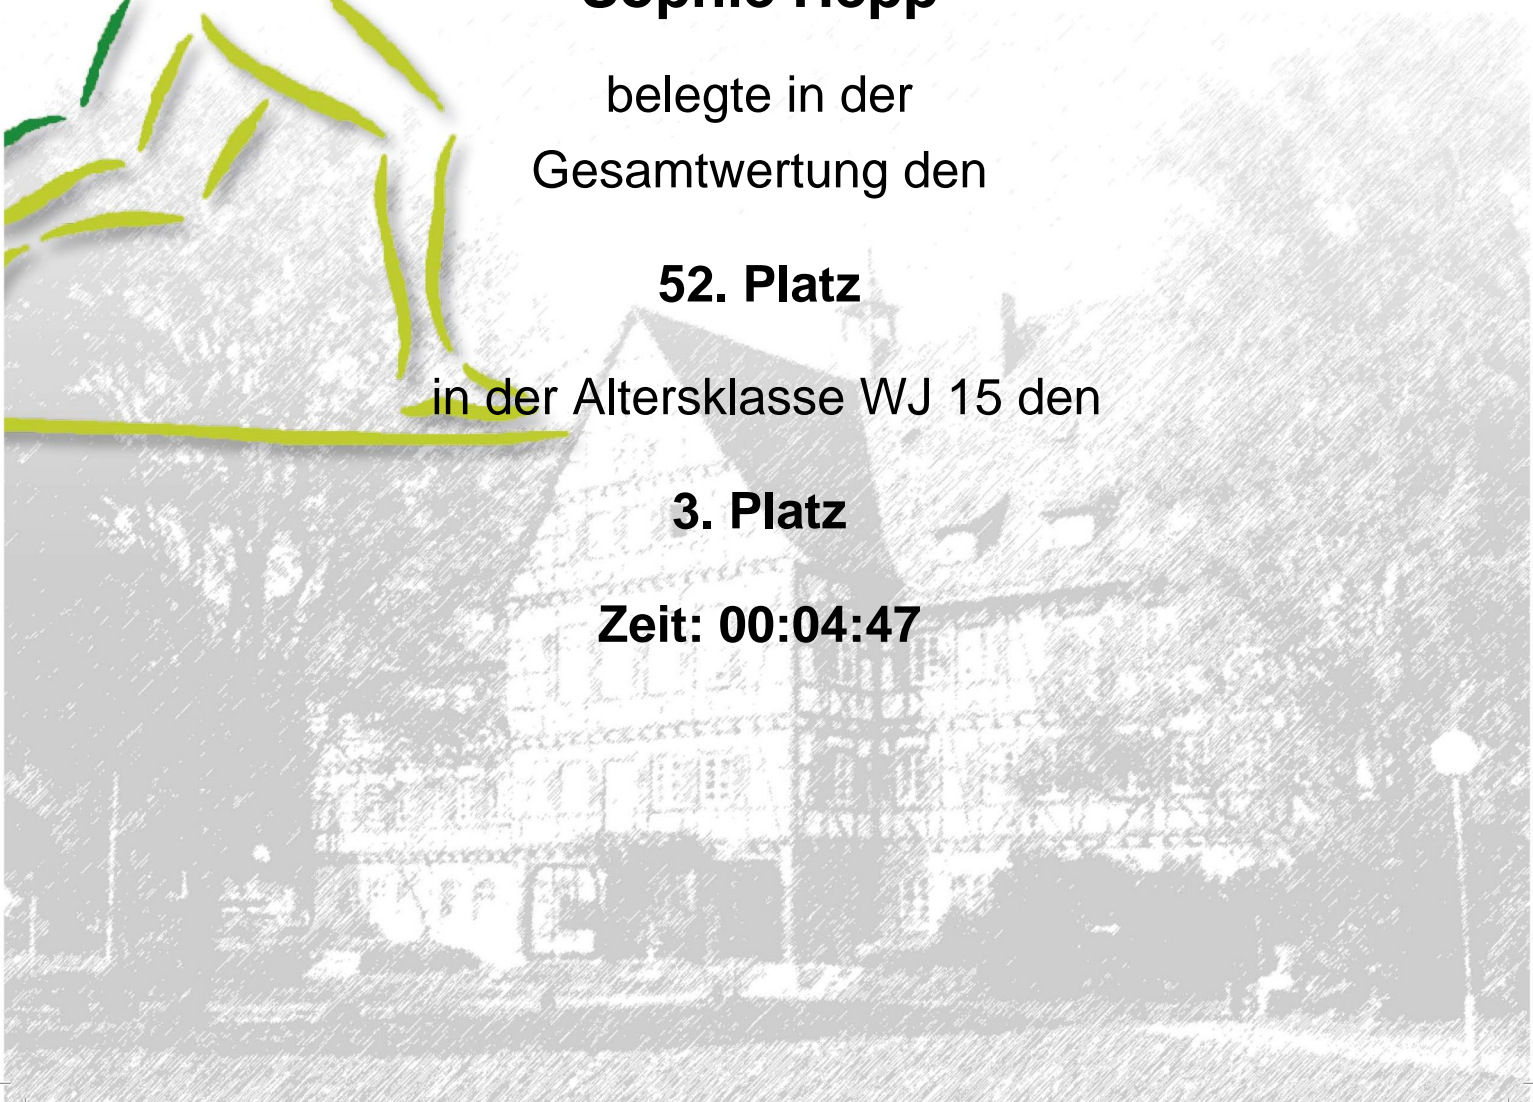 belegte in der
Gesamtwertung den
52. Platz
in der Altersklasse WJ 15 den
3. Platz
Zeit: 00:04:47